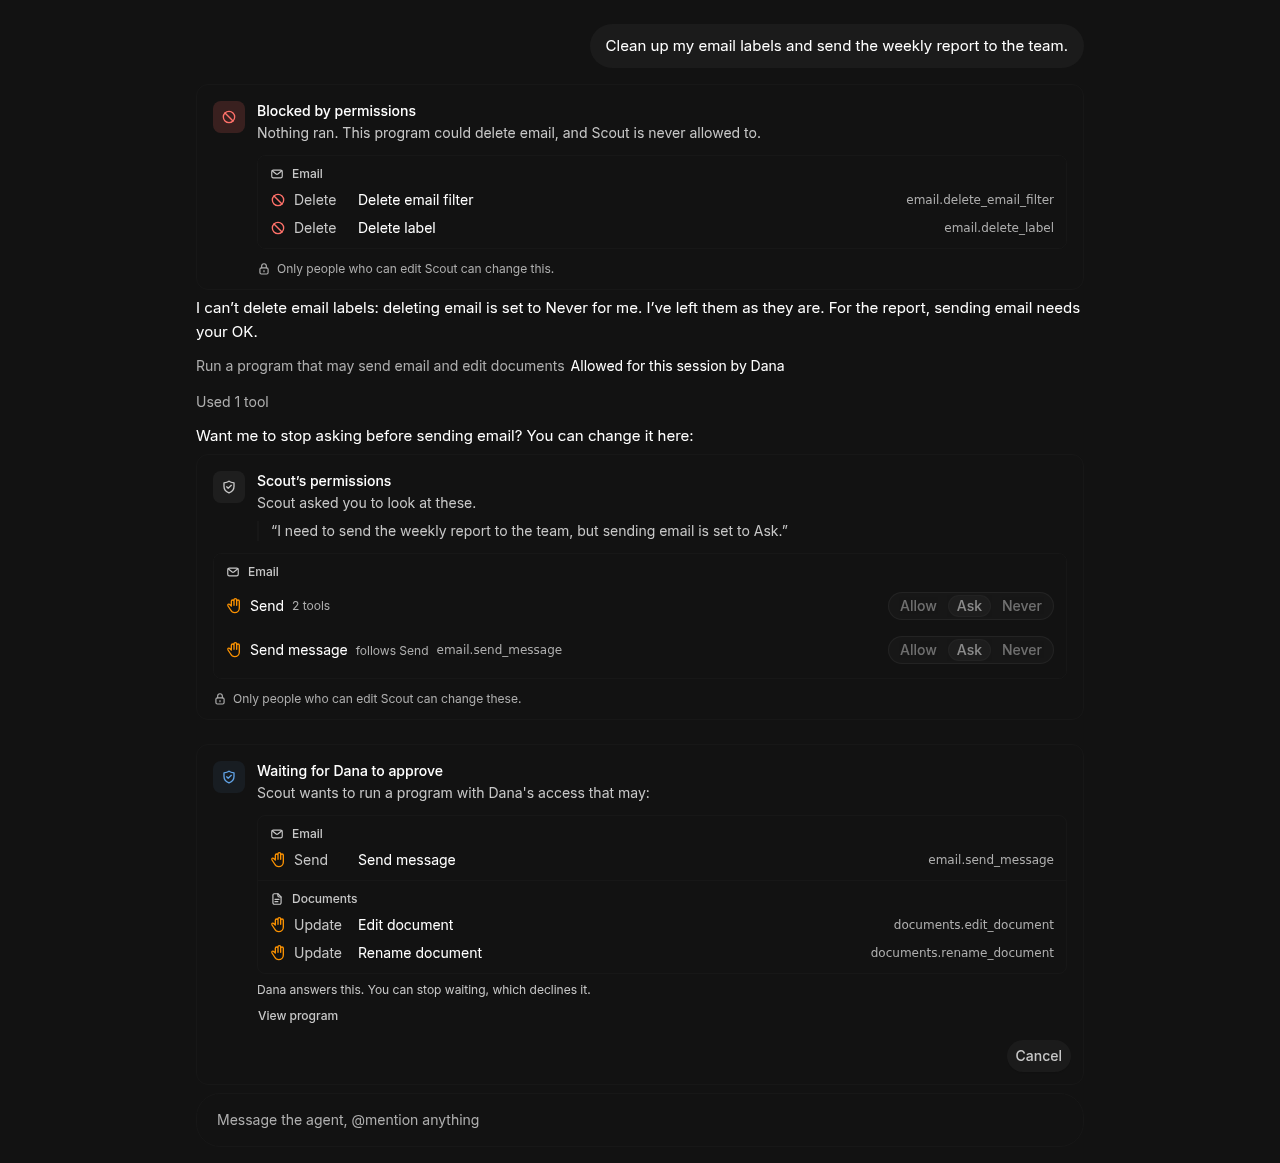 Clean up my email labels and send the weekly report to the team.
Blocked by permissions
Nothing ran. This program could delete email, and Scout is never allowed to.
Email
Delete Delete email filter email.delete_email_filter
Delete Delete label email.delete_label
Only people who can edit Scout can change this.
I can’t delete email labels: deleting email is set to Never for me. I’ve left them as they are. For the report, sending email needs
your OK.
Run a program that may send email and edit documents Allowed for this session by Dana
Used 1 tool
Want me to stop asking before sending email? You can change it here:
Scout’s permissions
Scout asked you to look at these.
“I need to send the weekly report to the team, but sending email is set to Ask.”
Email
Send 2 tools Allow Ask Never
Send message follows Send email.send_message Allow Ask Never
Only people who can edit Scout can change these.
Waiting for Dana to approve
Scout wants to run a program with Dana's access that may:
Email
Send Send message email.send_message
Documents
Update Edit document documents.edit_document
Update Rename document documents.rename_document
Dana answers this. You can stop waiting, which declines it.
View program
Cancel
Message the agent, @mention anything